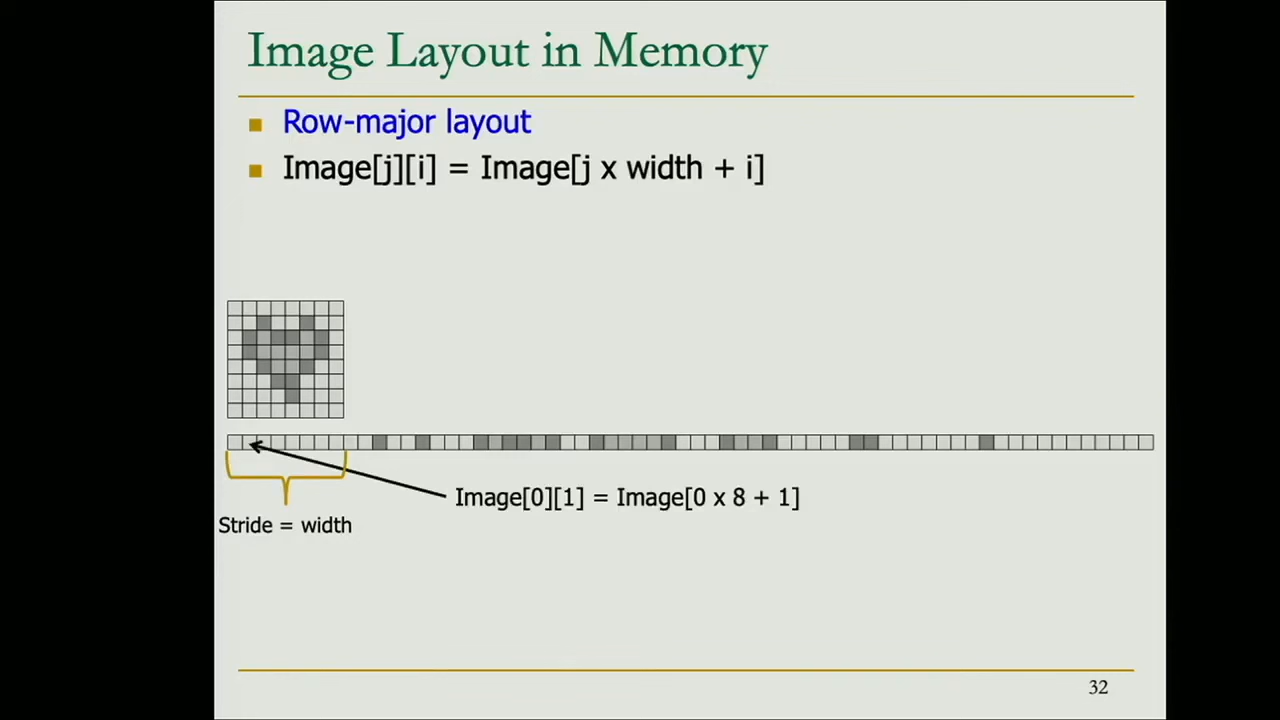 Image Layout in Memory
Row-major layout
Image[j][i] = Image[j x width + i]
Image[0][1] = Image[0 x 8 + 1]
Stride = width
32